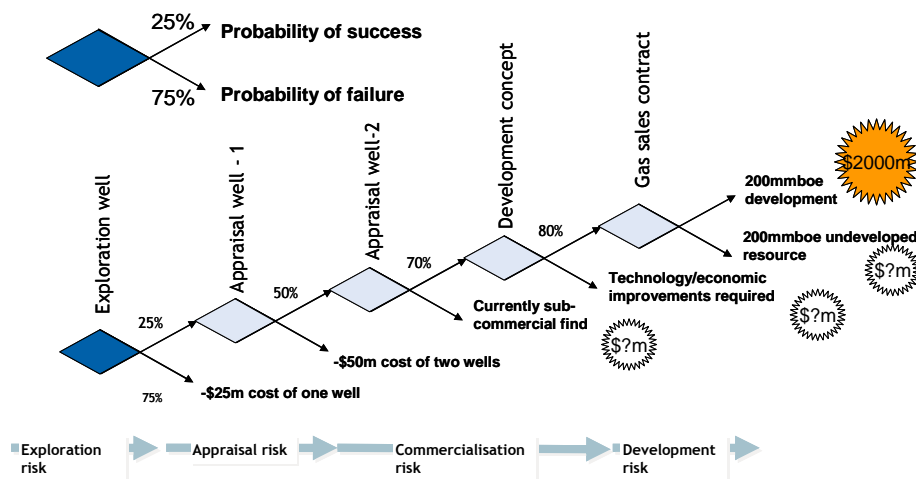 25%
Probability of success
75%
Probability of failure
Exploration well
Appraisal well - 1
Appraisal well-2
Development concept
Gas sales contract
$2000m
200mmboe
development
80%
200mmboe undeveloped
resource
$?m
70%
Technology/economic
improvements required
$?m
50%
Currently sub-
commercial find
$?m
25%
-$50m cost of two wells
75%
-$25m cost of one well
Exploration
risk
Appraisal risk
Commercialisation
risk
Development
risk